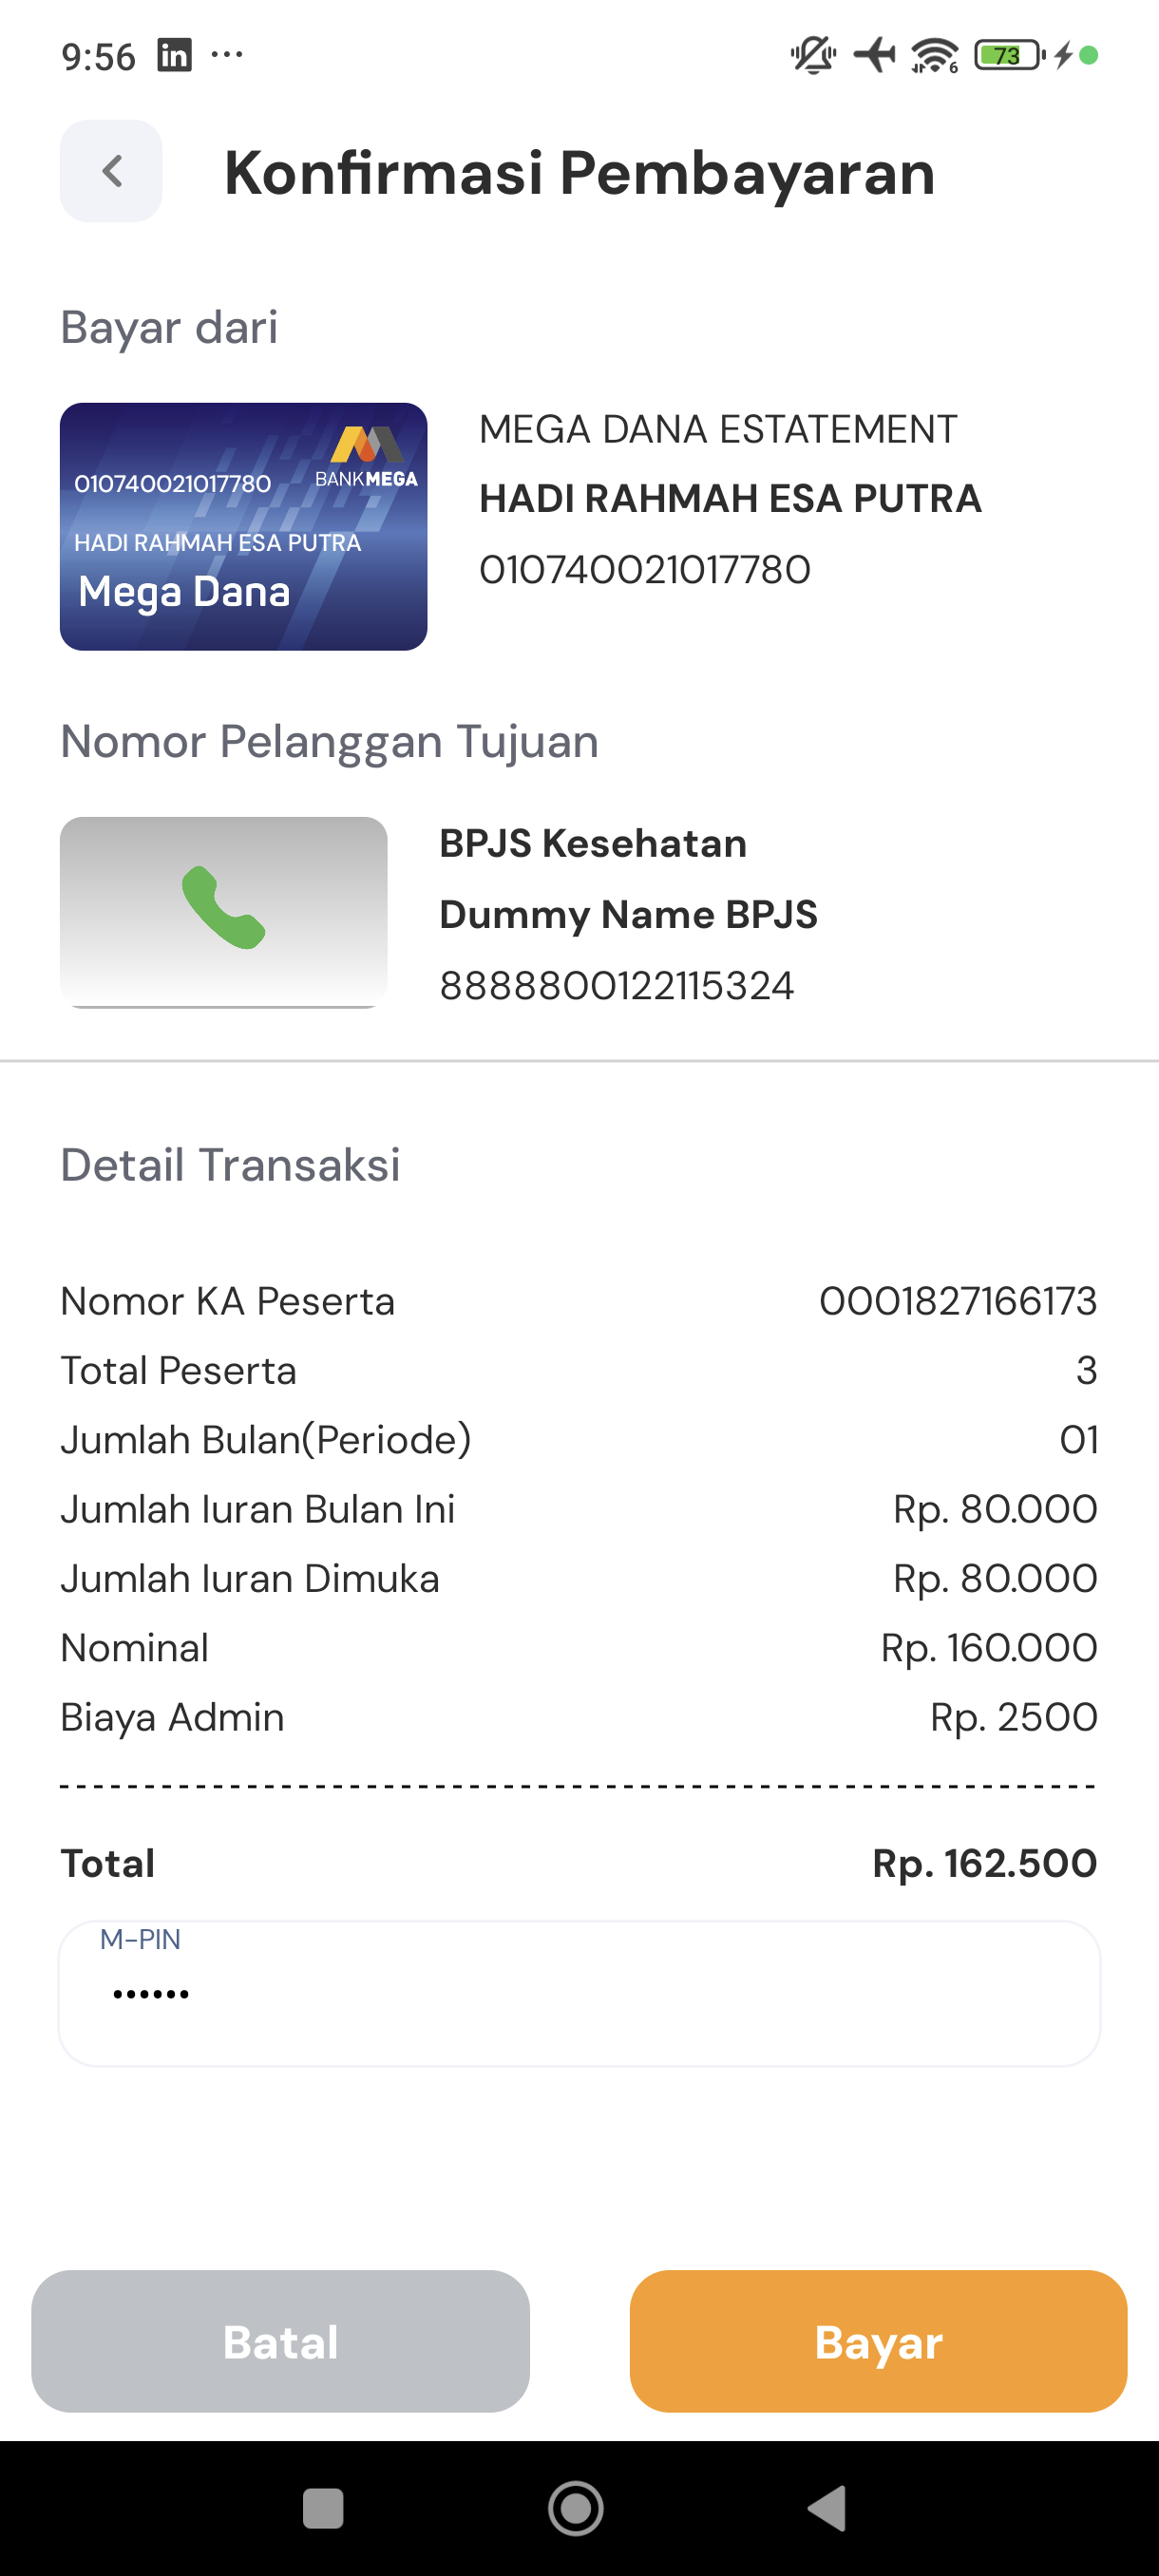 9:56
73
6
Konfirmasi Pembayaran
Bayar dari
010740021017780
BANKMEGA
HADI RAHMAH ESA PUTRA
Mega Dana
MEGA DANA ESTATEMENT
HADI RAHMAH ESA PUTRA
010740021017780
Nomor Pelanggan Tujuan
BPJS Kesehatan
Dummy Name BPJS
8888800122115324
Detail Transaksi
Nomor KA Peserta 0001827166173
Total Peserta 3
Jumlah Bulan(Periode) 01
Jumlah Iuran Bulan Ini Rp. 80.000
Jumlah Iuran Dimuka Rp. 80.000
Nominal Rp. 160.000
Biaya Admin Rp. 2500
Total Rp. 162.500
M-PIN
••••••
Batal Bayar